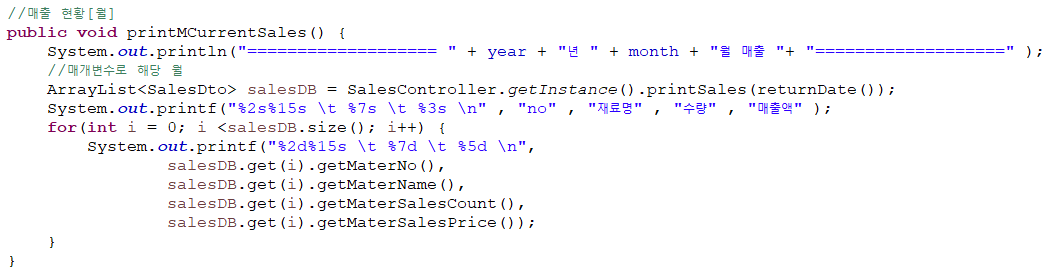 //매출 현황[월]
public void printMCurrentSales() {
    System.out.println("=================== " + year + "년 " + month + "월 매출 "+ "===================" );
    //매개변수로 해당 월
    ArrayList<SalesDto> salesDB = SalesController.getInstance().printSales(returnDate());
    System.out.printf("%2s%15s \t %7s \t %3s \n" , "no" , "재료명" , "수량" , "매출액" );
    for(int i = 0; i <salesDB.size(); i++) {
        System.out.printf("%2d%15s \t %7d \t %5d \n",
                salesDB.get(i).getMaterNo(),
                salesDB.get(i).getMaterName(),
                salesDB.get(i).getMaterSalesCount(),
                salesDB.get(i).getMaterSalesPrice());
    }
}